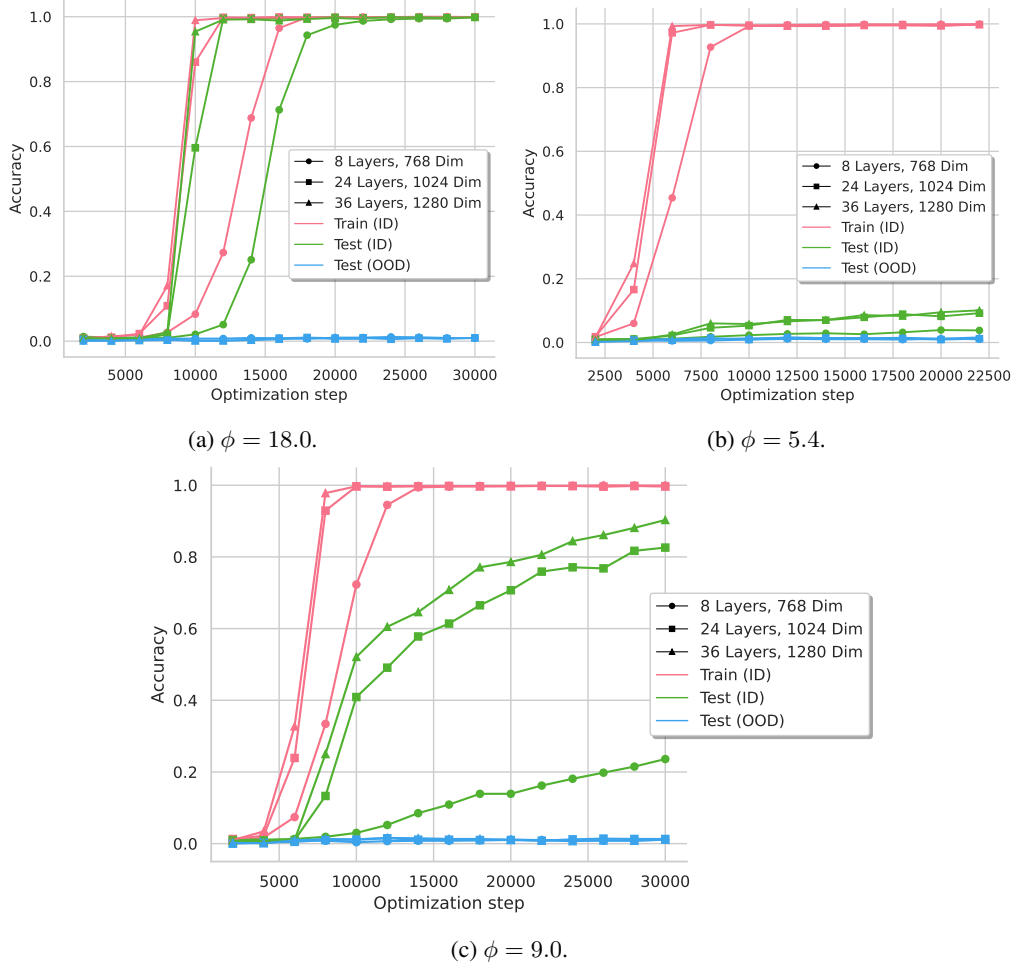 1.0
0.8
0.6
0.4
0.2
0.0
Accuracy
5000 10000 15000 20000 25000 30000
Optimization step
8 Layers, 768 Dim
24 Layers, 1024 Dim
36 Layers, 1280 Dim
Train (ID)
Test (ID)
Test (OOD)
(a) ϕ = 18.0.
1.0
0.8
0.6
0.4
0.2
0.0
Accuracy
2500 5000 7500 10000 12500 15000 17500 20000 22500
Optimization step
8 Layers, 768 Dim
24 Layers, 1024 Dim
36 Layers, 1280 Dim
Train (ID)
Test (ID)
Test (OOD)
(b) ϕ = 5.4.
1.0
0.8
0.6
0.4
0.2
0.0
Accuracy
5000 10000 15000 20000 25000 30000
Optimization step
8 Layers, 768 Dim
24 Layers, 1024 Dim
36 Layers, 1280 Dim
Train (ID)
Test (ID)
Test (OOD)
(c) ϕ = 9.0.